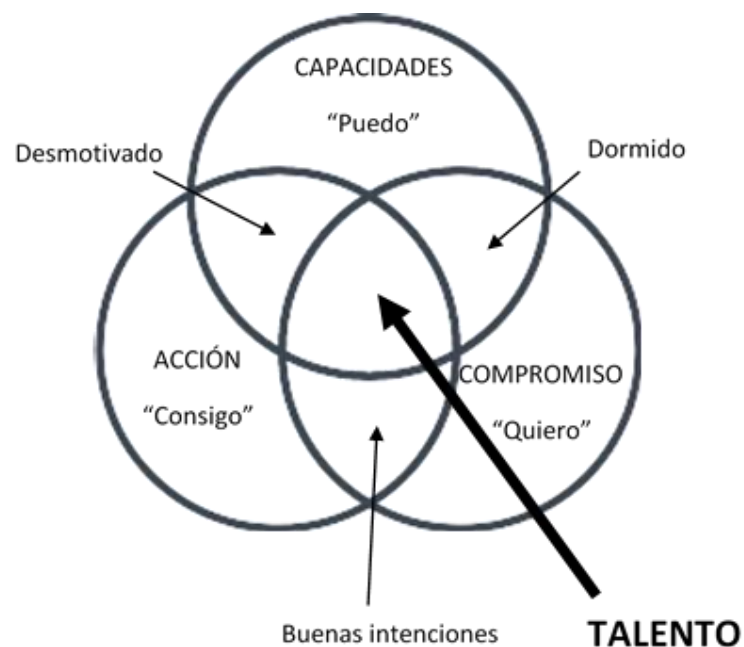 CAPACIDADES
“Puedo”
Desmotivado
Dormido
ACCIÓN
“Consigo”
COMPROMISO
“Quiero”
Buenas intenciones
TALENTO